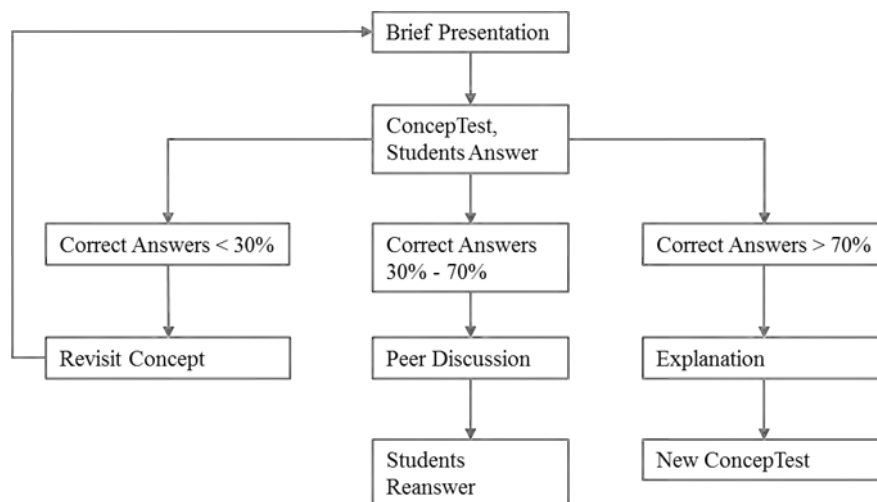 Brief Presentation
ConcepTest,
Students Answer
Correct Answers < 30%
Correct Answers
30% - 70%
Correct Answers > 70%
Revisit Concept
Peer Discussion
Explanation
Students
Reanswer
New ConcepTest